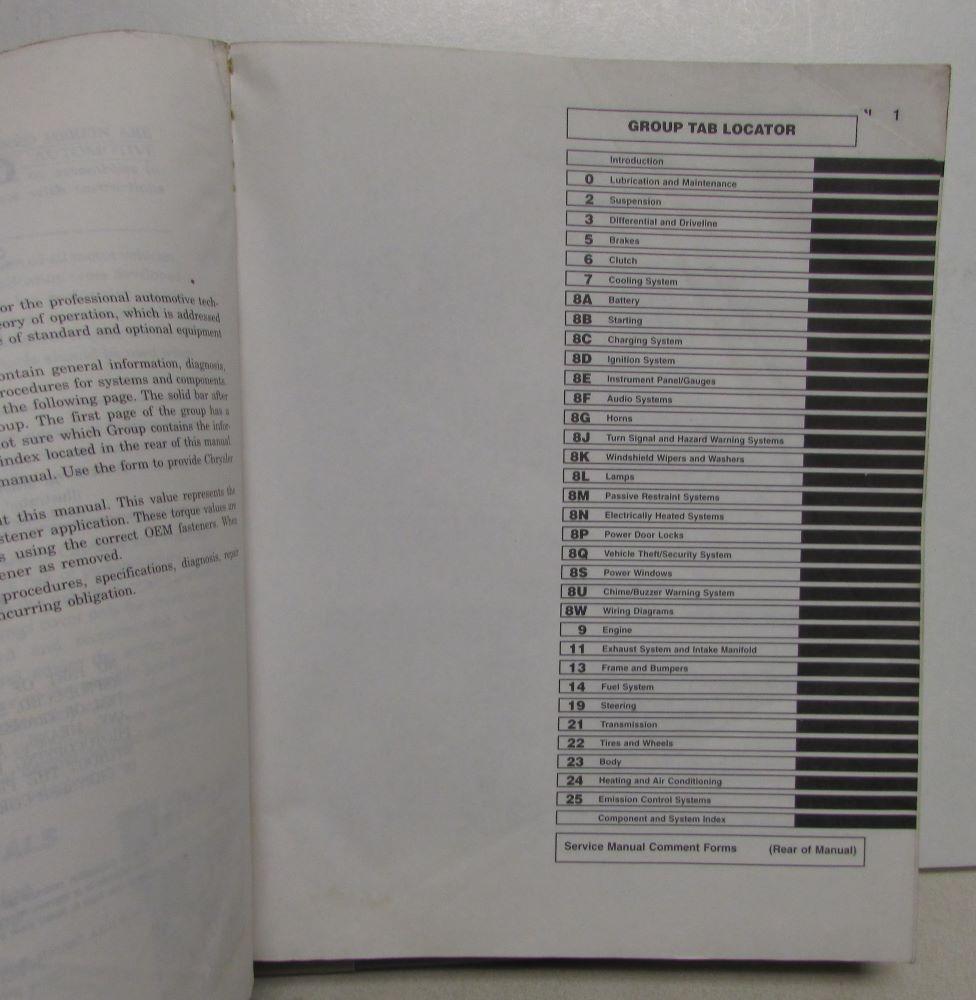 or the professional automotive tech-
ory of operation, which is addressed
of standard and optional equipment
ontain general information, diagnosis,
rocedures for systems and components.
the following page. The solid bar after
oup. The first page of the group has a
ot sure which Group contains the infor-
index located in the rear of this manual
manual. Use the form to provide Chrysler
ut this manual. This value represents the
stener application. These torque values are
s using the correct OEM fasteners. When
ener as removed.
procedures, specifications, diagnosis, repair
ncurring obligation.
1
GROUP TAB LOCATOR
Introduction
0 Lubrication and Maintenance
2 Suspension
3 Differential and Driveline
5 Brakes
6 Clutch
7 Cooling System
8A Battery
8B Starting
8C Charging System
8D Ignition System
8E Instrument Panel/Gauges
8F Audio Systems
8G Horns
8J Turn Signal and Hazard Warning Systems
8K Windshield Wipers and Washers
8L Lamps
8M Passive Restraint Systems
8N Electrically Heated Systems
8P Power Door Locks
8Q Vehicle Theft/Security System
8S Power Windows
8U Chime/Buzzer Warning System
8W Wiring Diagrams
9 Engine
11 Exhaust System and Intake Manifold
13 Frame and Bumpers
14 Fuel System
19 Steering
21 Transmission
22 Tires and Wheels
23 Body
24 Heating and Air Conditioning
25 Emission Control Systems
Component and System Index
Service Manual Comment Forms (Rear of Manual)